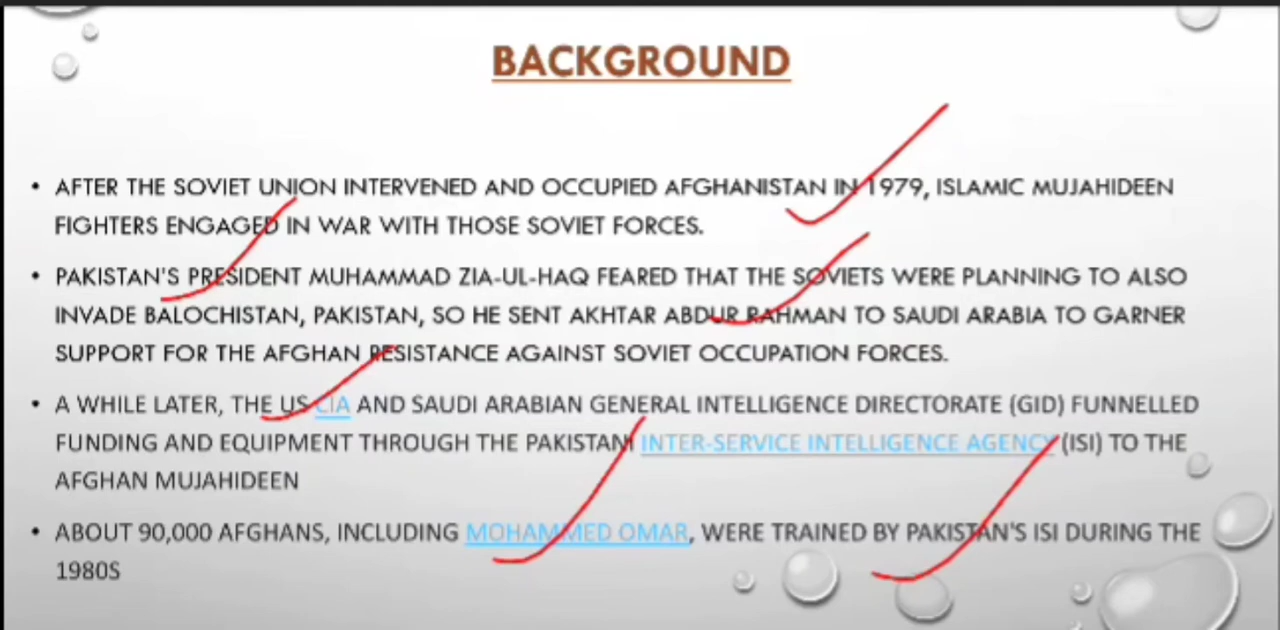 BACKGROUND
• AFTER THE SOVIET UNION INTERVENED AND OCCUPIED AFGHANISTAN IN 1979, ISLAMIC MUJAHIDEEN
FIGHTERS ENGAGED IN WAR WITH THOSE SOVIET FORCES.
• PAKISTAN'S PRESIDENT MUHAMMAD ZIA-UL-HAQ FEARED THAT THE SOVIETS WERE PLANNING TO ALSO
INVADE BALOCHISTAN, PAKISTAN, SO HE SENT AKHTAR ABDUR RAHMAN TO SAUDI ARABIA TO GARNER
SUPPORT FOR THE AFGHAN RESISTANCE AGAINST SOVIET OCCUPATION FORCES.
• A WHILE LATER, THE US CIA AND SAUDI ARABIAN GENERAL INTELLIGENCE DIRECTORATE (GID) FUNNELLED
FUNDING AND EQUIPMENT THROUGH THE PAKISTANI INTER-SERVICE INTELLIGENCE AGENCY (ISI) TO THE
AFGHAN MUJAHIDEEN
• ABOUT 90,000 AFGHANS, INCLUDING MOHAMMED OMAR, WERE TRAINED BY PAKISTAN'S ISI DURING THE
1980S